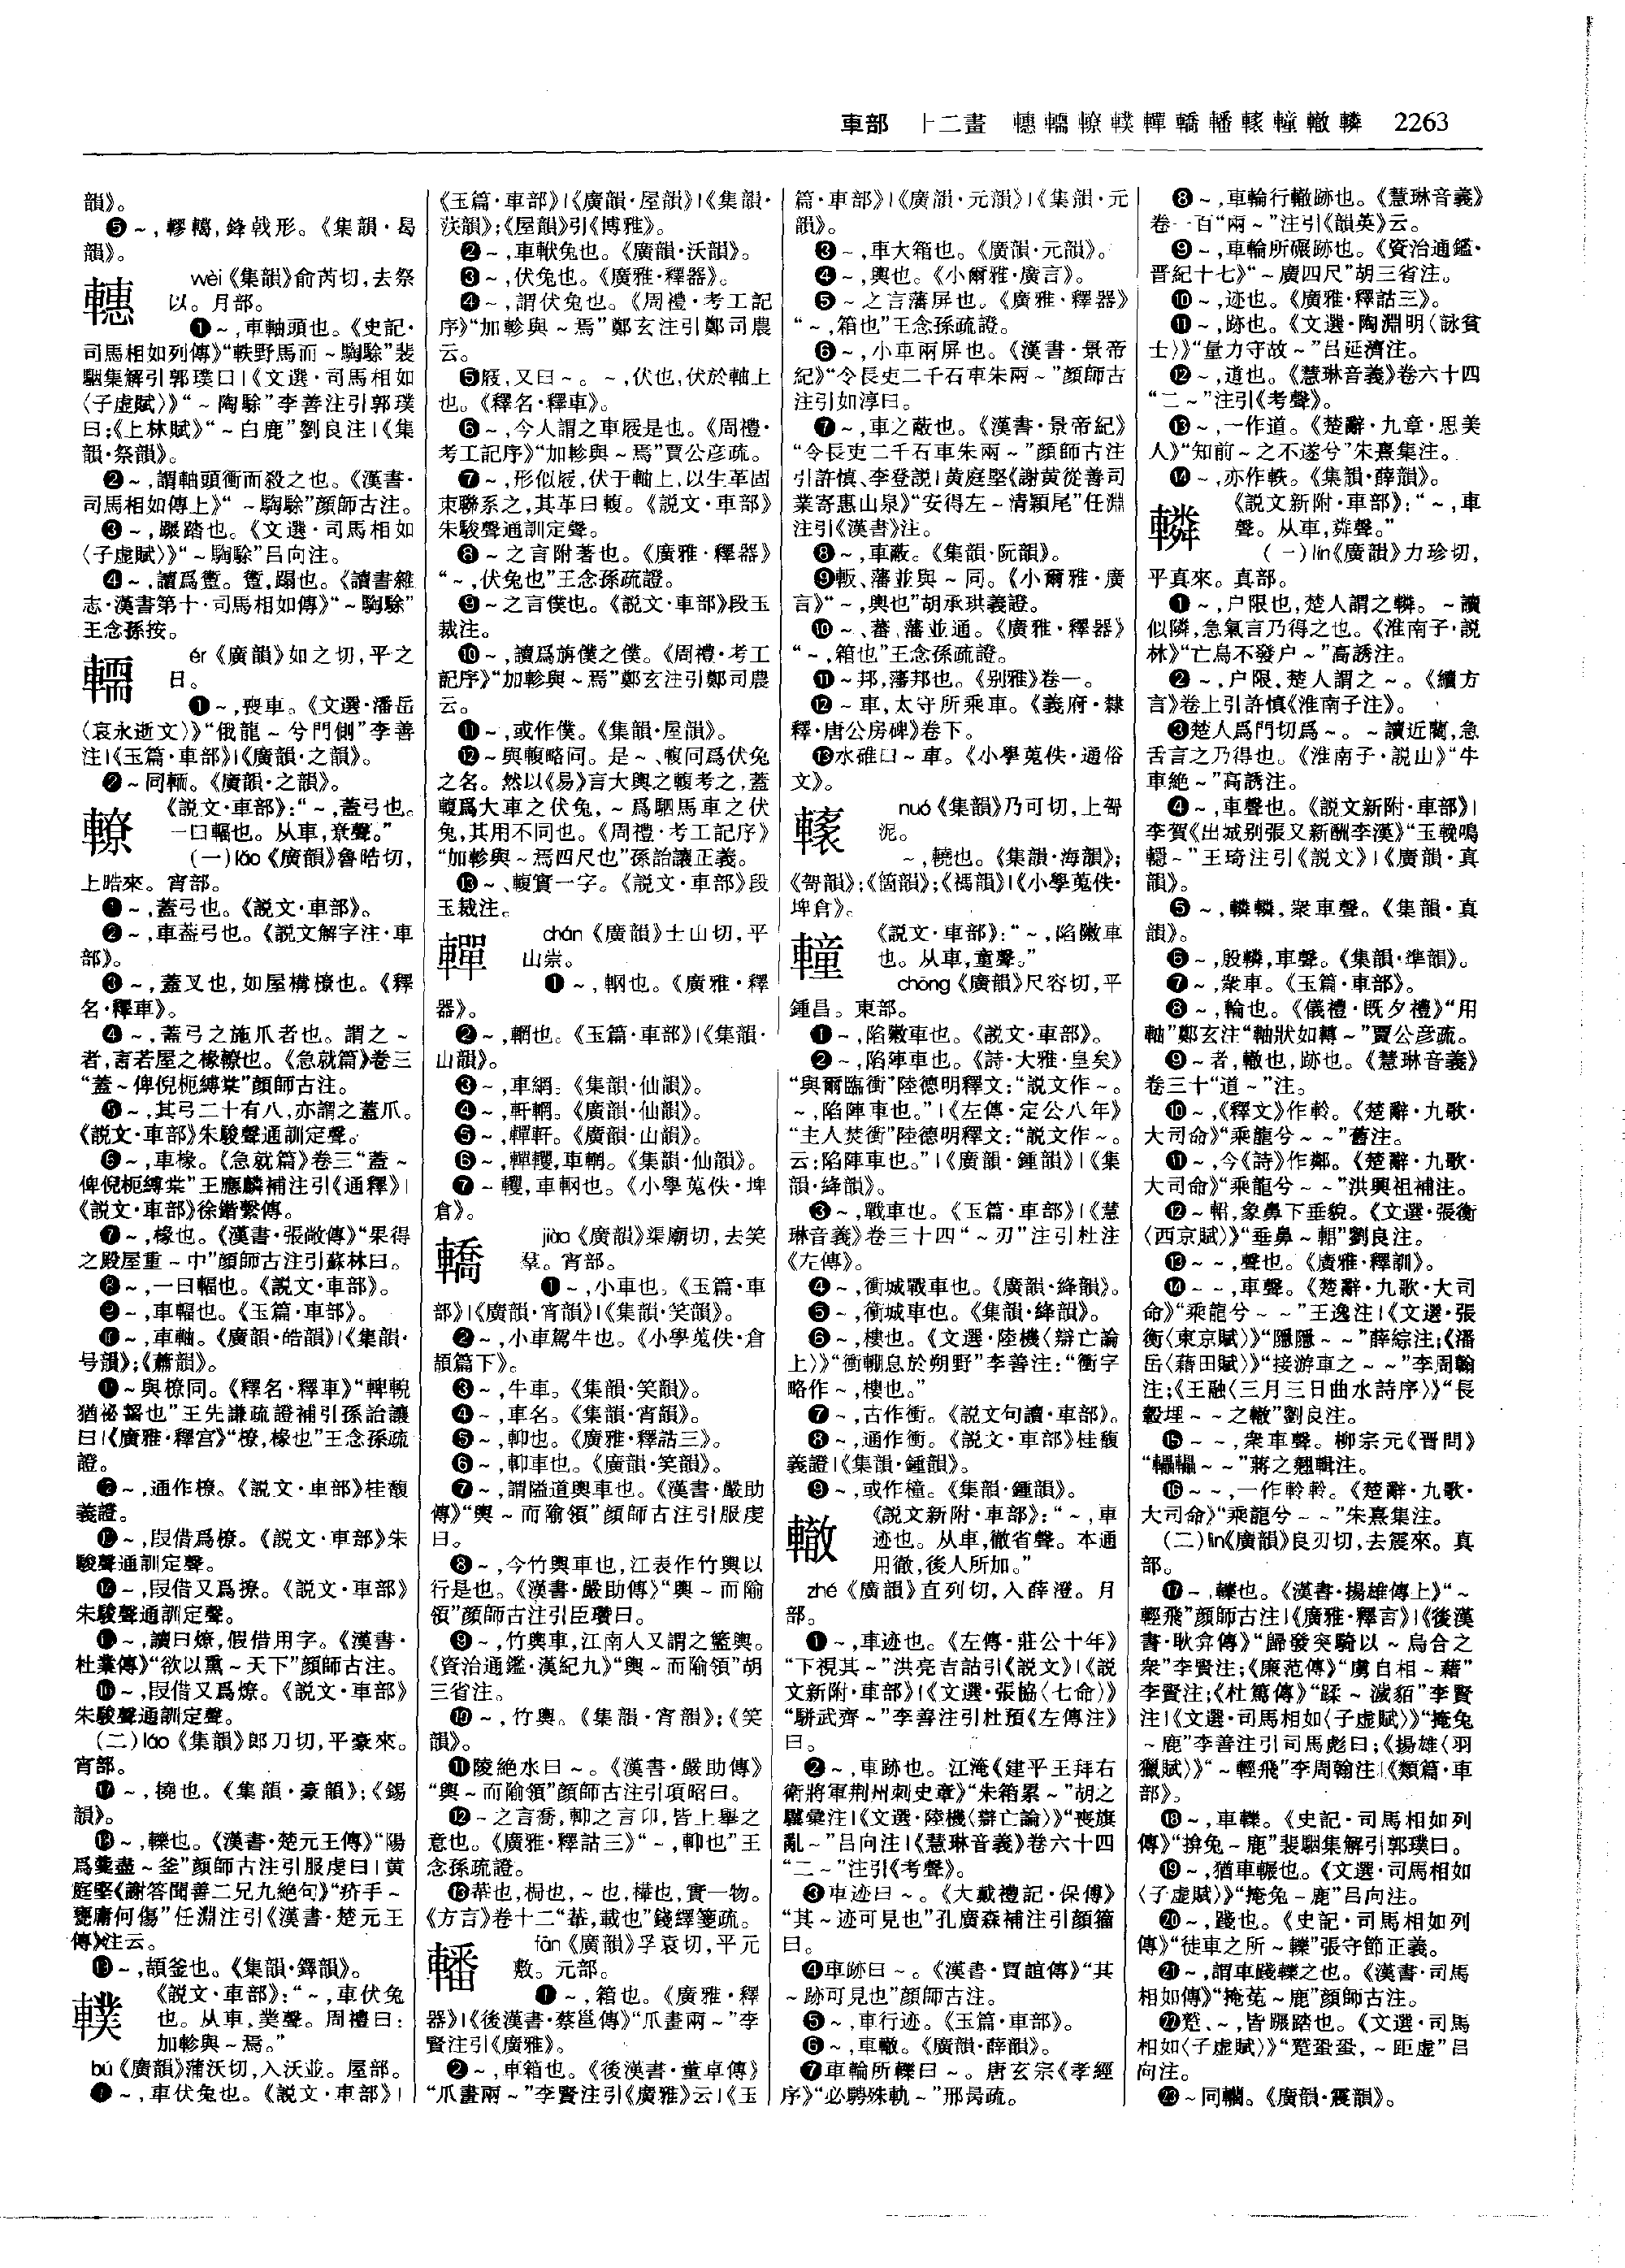 車部 十二畫 轊轜轑轐轏轎轓轙𨎩轍轔 2263
韻》。
❺～,轇轕,鋒戟形。《集韻·曷
韻》。
轊 wèi《集韻》俞芮切,去祭
以。月部。
❶～,車軸頭也。《史記·
司馬相如列傳》“軼野馬而～騊駼”裴
駰集解引郭璞曰|《文選·司馬相如
〈子虛賦〉》“～陶駼”李善注引郭璞
曰;《上林賦》“～白鹿”劉良注|《集
韻·祭韻》。
❷～,謂軸頭衝而殺之也。《漢書·
司馬相如傳上》“～騊駼”顏師古注。
❸～,蹍踏也。《文選·司馬相如
〈子虛賦〉》“～騊駼”吕向注。
❹～,讀爲躗。躗,蹋也。《讀書雜
志·漢書第十·司馬相如傳》“～騊駼”
王念孫按。
轜 ér《廣韻》如之切,平之
日。
❶～,喪車。《文選·潘岳
〈哀永逝文〉》“俄龍～兮門側”李善
注|《玉篇·車部》|《廣韻·之韻》。
❷～同輀。《廣韻·之韻》。
轑 《説文·車部》:“～,蓋弓也。
一曰輻也。从車,尞聲。”
(一)lǎo《廣韻》魯晧切,
上晧來。宵部。
❶～,蓋弓也。《説文·車部》。
❷～,車蓋弓也。《説文解字注·車
部》。
❸～,蓋叉也,如屋構橑也。《釋
名·釋車》。
❹～,蓋弓之施爪者也。謂之～
者,言若屋之椽轑也。《急就篇》卷三
“蓋～俾倪枙縛棠”顏師古注。
❺～,其弓二十有八,亦謂之蓋爪。
《説文·車部》朱駿聲通訓定聲。
❻～,車椽。《急就篇》卷三“蓋～
俾倪枙縛棠”王應麟補注引《通釋》|
《説文·車部》徐鍇繫傳。
❼～,椽也。《漢書·張敞傳》“果得
之殿屋重～中”顏師古注引蘇林曰。
❽～,一曰輻也。《説文·車部》。
❾～,車輻也。《玉篇·車部》。
❿～,車軸。《廣韻·皓韻》|《集韻·
号韻》;《蕭韻》。
⓫～與橑同。《釋名·釋車》“轊輗
猶祕齧也”王先謙疏證補引孫詒讓
曰|《廣雅·釋宮》“橑,椽也”王念孫疏
證。
⓬～,通作橑。《説文·車部》桂馥
義證。
⓭～,叚借爲橑。《説文·車部》朱
駿聲通訓定聲。
⓮～,叚借又爲撩。《説文·車部》
朱駿聲通訓定聲。
⓯～,讀曰燎,假借用字。《漢書·
杜業傳》“欲以熏～天下”顏師古注。
⓰～,叚借又爲燎。《説文·車部》
朱駿聲通訓定聲。
(二)láo《集韻》郎刀切,平豪來。
宵部。
⓱～,撓也。《集韻·豪韻》;《錫
韻》。
⓲～,轢也。《漢書·楚元王傳》“陽
爲羹盡～釜”顏師古注引服虔曰|黄
庭堅《謝答聞善二兄九絶句》“疥手～
甕庸何傷”任淵注引《漢書·楚元王
傳》注云。
⓳～,頡釜也。《集韻·鐸韻》。
轐 《説文·車部》:“～,車伏兔
也。从車,菐聲。周禮曰:
加軫與～焉。”
bú《廣韻》蒲沃切,入沃並。屋部。
❶～,車伏兔也。《説文·車部》|
《玉篇·車部》|《廣韻·屋韻》|《集韻·
沃韻》;《屋韻》引《博雅》。
❷～,車軾兔也。《廣韻·沃韻》。
❸～,伏兔也。《廣雅·釋器》。
❹～,謂伏兔也。《周禮·考工記
序》“加軫與～焉”鄭玄注引鄭司農
云。
❺屐,又曰～。～,伏也,伏於軸上
也。《釋名·釋車》。
❻～,今人謂之車屐是也。《周禮·
考工記序》“加軫與～焉”賈公彦疏。
❼～,形似屐,伏于軸上,以生革固
束聯系之,其革曰輹。《説文·車部》
朱駿聲通訓定聲。
❽～之言附著也。《廣雅·釋器》
“～,伏兔也”王念孫疏證。
❾～之言僕也。《説文·車部》段玉
裁注。
❿～,讀爲旃僕之僕。《周禮·考工
記序》“加軫與～焉”鄭玄注引鄭司農
云。
⓫～,或作僕。《集韻·屋韻》。
⓬～與輹略同。是～、輹同爲伏兔
之名。然以《易》言大輿之輹考之,蓋
輹爲大車之伏兔,～爲駟馬車之伏
兔,其用不同也。《周禮·考工記序》
“加軫與～焉四尺也”孫詒讓正義。
⓭～、輹實一字。《説文·車部》段
玉裁注。
轏 chán《廣韻》士山切,平
山崇。
❶～,輞也。《廣雅·釋
器》。
❷～,輞也。《玉篇·車部》|《集韻·
山韻》。
❸～,車網。《集韻·仙韻》。
❹～,軒輞。《廣韻·仙韻》。
❺～,轏軒。《廣韻·山韻》。
❻～,轏轈,車輞。《集韻·仙韻》。
❼～轈,車輞也。《小學蒐佚·埤
倉》。
轎 jiào《廣韻》渠廟切,去笑
羣。宵部。
❶～,小車也。《玉篇·車
部》|《廣韻·宵韻》|《集韻·笑韻》。
❷～,小車駕牛也。《小學蒐佚·倉
頡篇下》。
❸～,牛車。《集韻·笑韻》。
❹～,車名。《集韻·宵韻》。
❺～,䡴也。《廣雅·釋詁三》。
❻～,䡴車也。《廣韻·笑韻》。
❼～,謂隘道輿車也。《漢書·嚴助
傳》“輿～而隃領”顏師古注引服虔
曰。
❽～,今竹輿車也,江表作竹輿以
行是也。《漢書·嚴助傳》“輿～而隃
領”顏師古注引臣瓚曰。
❾～,竹輿車,江南人又謂之籃輿。
《資治通鑑·漢紀九》“輿～而隃領”胡
三省注。
❿～,竹輿。《集韻·宵韻》;《笑
韻》。
⓫陵絶水曰～。《漢書·嚴助傳》
“輿～而隃領”顏師古注引項昭曰。
⓬～之言喬,䡴之言卬,皆上舉之
意也。《廣雅·釋詁三》“～,䡴也”王
念孫疏證。
⓭輂也,梮也,～也,檋也,實一物。
《方言》卷十二“輂,載也”錢繹箋疏。
轓 fān《廣韻》孚袁切,平元
敷。元部。
❶～,箱也。《廣雅·釋
器》|《後漢書·蔡邕傳》“爪畫兩～”李
賢注引《廣雅》。
❷～,車箱也。《後漢書·董卓傳》
“爪畫兩～”李賢注引《廣雅》云|《玉
篇·車部》|《廣韻·元韻》|《集韻·元
韻》。
❸～,車大箱也。《廣韻·元韻》。
❹～,輿也。《小爾雅·廣言》。
❺～之言藩屏也。《廣雅·釋器》
“～,箱也”王念孫疏證。
❻～,小車兩屏也。《漢書·景帝
紀》“令長吏二千石車朱兩～”顏師古
注引如淳曰。
❼～,車之蔽也。《漢書·景帝紀》
“令長吏二千石車朱兩～”顏師古注
引許慎、李登説|黄庭堅《謝黄從善司
業寄惠山泉》“安得左～清潁尾”任淵
注引《漢書》注。
❽～,車蔽。《集韻·阮韻》。
❾軬、藩並與～同。《小爾雅·廣
言》“～,輿也”胡承珙義證。
❿～、蕃、藩並通。《廣雅·釋器》
“～,箱也”王念孫疏證。
⓫～邦,藩邦也。《别雅》卷一。
⓬～車,太守所乘車。《義府·隸
釋·唐公房碑》卷下。
⓭水碓曰～車。《小學蒐佚·通俗
文》。
nuǒ《集韻》乃可切,上哿
泥。
～,轙也。《集韻·海韻》;
《哿韻》;《箇韻》;《禡韻》|《小學蒐佚·
埤倉》。
𨎩 《説文·車部》:“～,陷敶車
也。从車,童聲。”
chōng《廣韻》尺容切,平
鍾昌。東部。
❶～,陷敶車也。《説文·車部》。
❷～,陷陣車也。《詩·大雅·皇矣》
“與爾臨衝”陸德明釋文:“説文作～。
～,陷陣車也。”|《左傳·定公八年》
“主人焚衝”陸德明釋文:“説文作～。
云:陷陣車也。”|《廣韻·鍾韻》|《集
韻·絳韻》。
❸～,戰車也。《玉篇·車部》|《慧
琳音義》卷三十四“～刃”注引杜注
《左傳》。
❹～,衝城戰車也。《廣韻·絳韻》。
❺～,衝城車也。《集韻·絳韻》。
❻～,樓也。《文選·陸機〈辯亡論
上〉》“衝輣息於朔野”李善注:“衝字
略作～,樓也。”
❼～,古作衝。《説文句讀·車部》。
❽～,通作衝。《説文·車部》桂馥
義證|《集韻·鍾韻》。
❾～,或作橦。《集韻·鍾韻》。
轍 《説文新附·車部》:“～,車
迹也。从車,徹省聲。本通
用徹,後人所加。”
zhé《廣韻》直列切,入薛澄。月
部。
❶～,車迹也。《左傳·莊公十年》
“下視其～”洪亮吉詁引《説文》|《説
文新附·車部》|《文選·張協〈七命〉》
“駢武齊～”李善注引杜預《左傳注》
曰。
❷～,車跡也。江淹《建平王拜右
衛將軍荆州刺史章》“朱箱累～”胡之
驥彙注|《文選·陸機〈辯亡論〉》“喪旗
亂～”吕向注|《慧琳音義》卷六十四
“二～”注引《考聲》。
❸車迹曰～。《大戴禮記·保傅》
“其～迹可見也”孔廣森補注引顏籀
曰。
❹車跡曰～。《漢書·賈誼傳》“其
～跡可見也”顏師古注。
❺～,車行迹。《玉篇·車部》。
❻～,車轍。《廣韻·薛韻》。
❼車輪所轢曰～。唐玄宗《孝經
序》“必騁殊軌～”邢昺疏。
❽～,車輪行轍跡也。《慧琳音義》
卷一百“兩～”注引《韻英》云。
❾～,車輪所碾跡也。《資治通鑑·
晋紀十七》“～廣四尺”胡三省注。
❿～,迹也。《廣雅·釋詁三》。
⓫～,跡也。《文選·陶淵明〈詠貧
士〉》“量力守故～”吕延濟注。
⓬～,道也。《慧琳音義》卷六十四
“二～”注引《考聲》。
⓭～,一作道。《楚辭·九章·思美
人》“知前～之不遂兮”朱熹集注。
⓮～,亦作軼。《集韻·薛韻》。
轔 《説文新附·車部》:“～,車
聲。从車,粦聲。”
(一)lín《廣韻》力珍切,
平真來。真部。
❶～,户限也,楚人謂之轔。～讀
似隣,急氣言乃得之也。《淮南子·説
林》“亡馬不發户～”高誘注。
❷～,户限,楚人謂之～。《續方
言》卷上引許慎《淮南子注》。
❸楚人爲門切爲～。～讀近藺,急
舌言之乃得也。《淮南子·説山》“牛
車絶～”高誘注。
❹～,車聲也。《説文新附·車部》|
李賀《出城别張又新酬李漢》“玉輗鳴
𨏈～”王琦注引《説文》|《廣韻·真
韻》。
❺～,轔轔,衆車聲。《集韻·真
韻》。
❻～,殷轔,車聲。《集韻·準韻》。
❼～,衆車。《玉篇·車部》。
❽～,輪也。《儀禮·既夕禮》“用
軸”鄭玄注“軸狀如轉～”賈公彦疏。
❾～者,轍也,跡也。《慧琳音義》
卷三十“道～”注。
❿～,《釋文》作軨。《楚辭·九歌·
大司命》“乘龍兮～～”舊注。
⓫～,今《詩》作鄰。《楚辭·九歌·
大司命》“乘龍兮～～”洪興祖補注。
⓬～輑,象鼻下垂貌。《文選·張衡
〈西京賦〉》“垂鼻～輑”劉良注。
⓭～～,聲也。《廣雅·釋訓》。
⓮～～,車聲。《楚辭·九歌·大司
命》“乘龍兮～～”王逸注|《文選·張
衡〈東京賦〉》“隱隱～～”薛綜注;《潘
岳〈藉田賦〉》“接游車之～～”李周翰
注;《王融〈三月三日曲水詩序〉》“長
轂埋～～之轍”劉良注。
⓯～～,衆車聲。柳宗元《晋問》
“轠轠～～”蔣之翹輯注。
⓰～～,一作軨軨。《楚辭·九歌·
大司命》“乘龍兮～～”朱熹集注。
(二)lìn《廣韻》良刃切,去震來。真
部。
⓱～,轢也。《漢書·揚雄傳上》“～
輕飛”顏師古注|《廣雅·釋言》|《後漢
書·耿弇傳》“歸發突騎以～烏合之
衆”李賢注;《廉范傳》“虜自相～藉”
李賢注;《杜篤傳》“蹂～濊貊”李賢
注|《文選·司馬相如〈子虛賦〉》“掩兔
～鹿”李善注引司馬彪曰;《揚雄〈羽
獵賦〉》“～輕飛”李周翰注|《類篇·車
部》。
⓲～,車轢。《史記·司馬相如列
傳》“揜兔～鹿”裴駰集解引郭璞曰。
⓳～,猶車輾也。《文選·司馬相如
〈子虛賦〉》“掩兔～鹿”吕向注。
⓴～,踐也。《史記·司馬相如列
傳》“徒車之所～轢”張守節正義。
㉑～,謂車踐轢之也。《漢書·司馬
相如傳》“掩菟～鹿”顏師古注。
㉒蹵、～,皆蹍踏也。《文選·司馬
相如〈子虛賦〉》“蹵蛩蛩,～距虛”吕
向注。
㉓～同轥。《廣韻·震韻》。